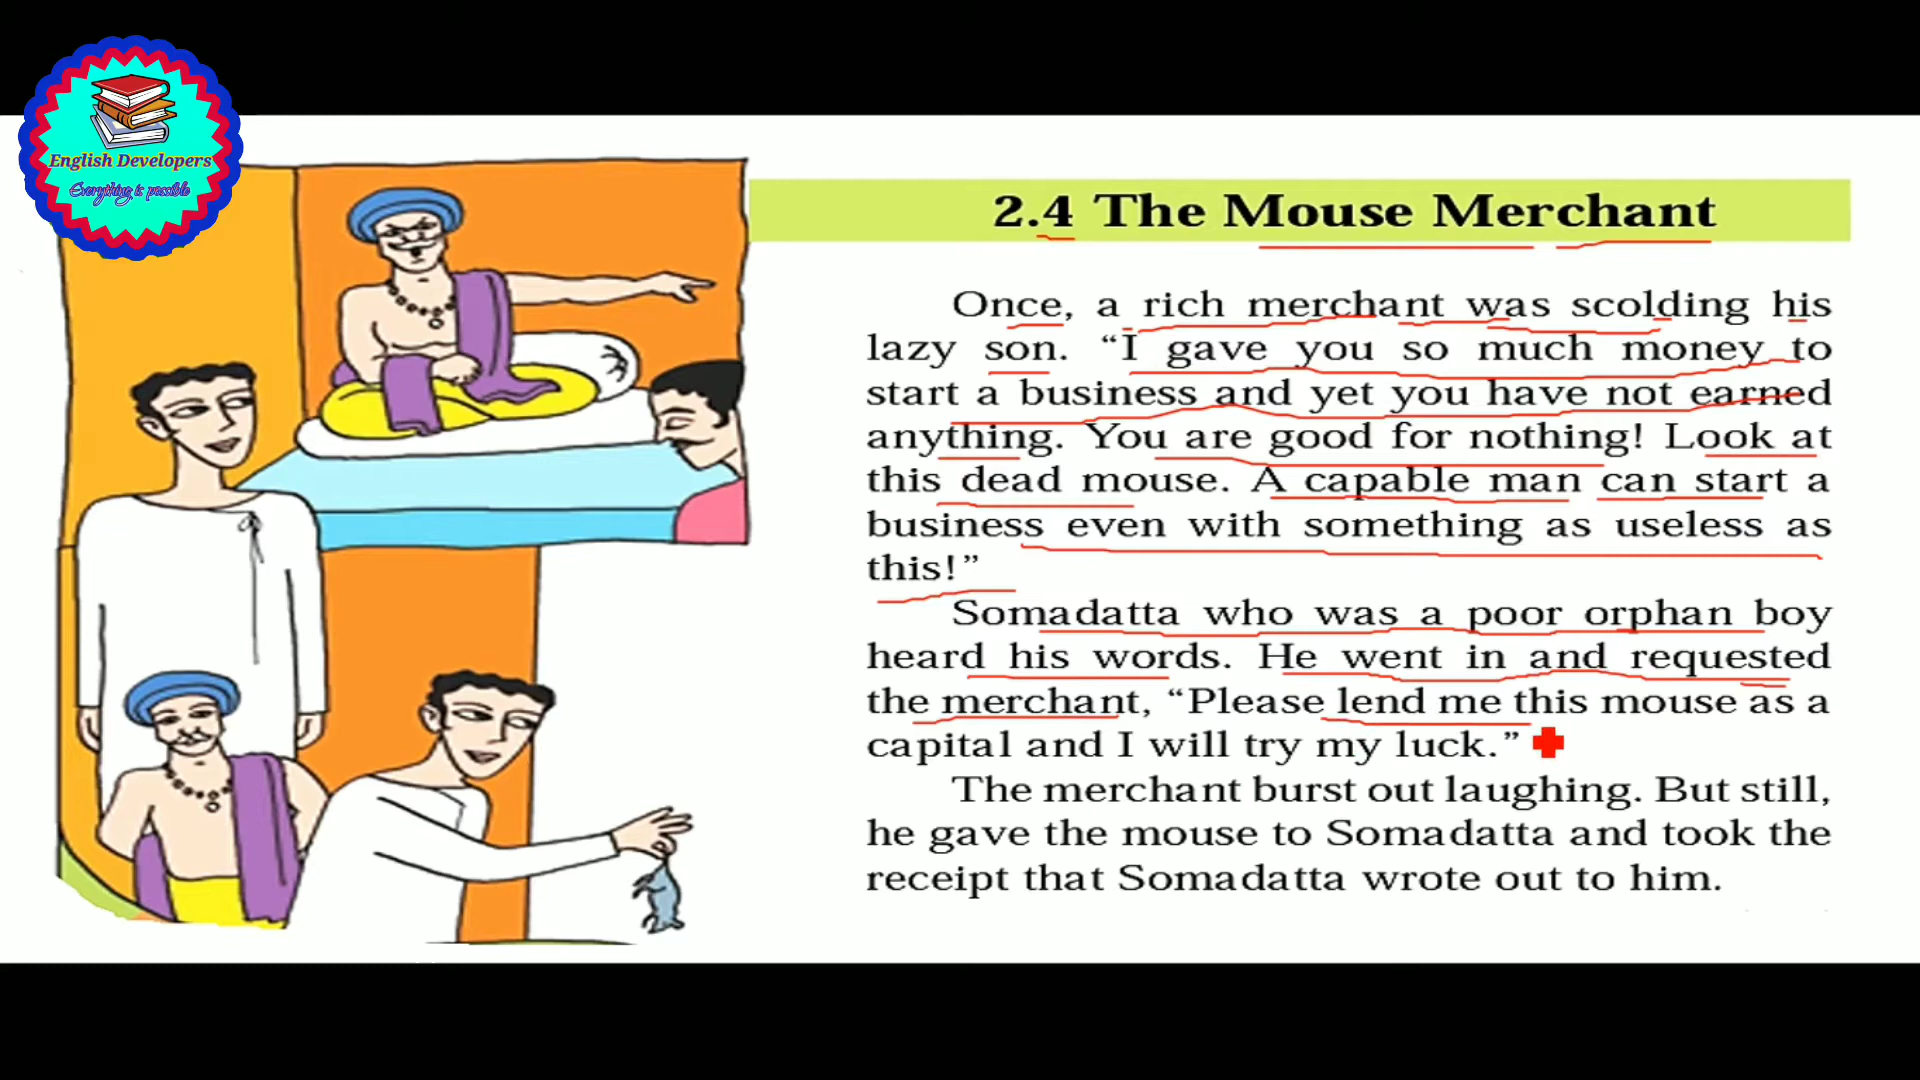 English Developers
Everything is possible
2.4 The Mouse Merchant
Once, a rich merchant was scolding his
lazy son. “I gave you so much money to
start a business and yet you have not earned
anything. You are good for nothing! Look at
this dead mouse. A capable man can start a
business even with something as useless as
this!”
Somadatta who was a poor orphan boy
heard his words. He went in and requested
the merchant, “Please lend me this mouse as a
capital and I will try my luck.”
The merchant burst out laughing. But still,
he gave the mouse to Somadatta and took the
receipt that Somadatta wrote out to him.